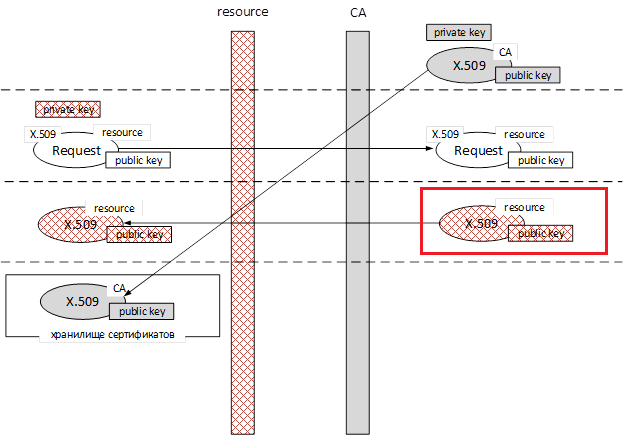 resource
CA
private key
CA
X.509
public key
private key
X.509
resource
Request
public key
X.509
resource
Request
public key
resource
X.509
public key
resource
X.509
public key
CA
X.509
public key
хранилище сертификатов